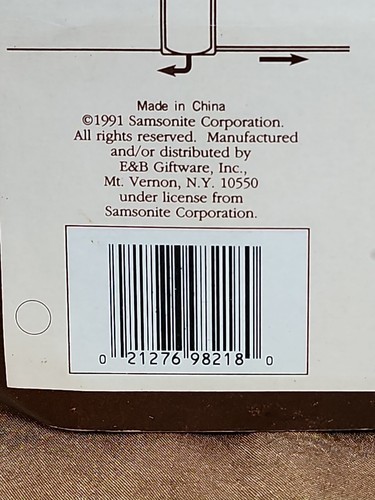 Made in China
©1991 Samsonite Corporation.
All rights reserved. Manufactured
and/or distributed by
E&B Giftware, Inc.,
Mt. Vernon, N.Y. 10550
under license from
Samsonite Corporation.
0 21276 98218 0